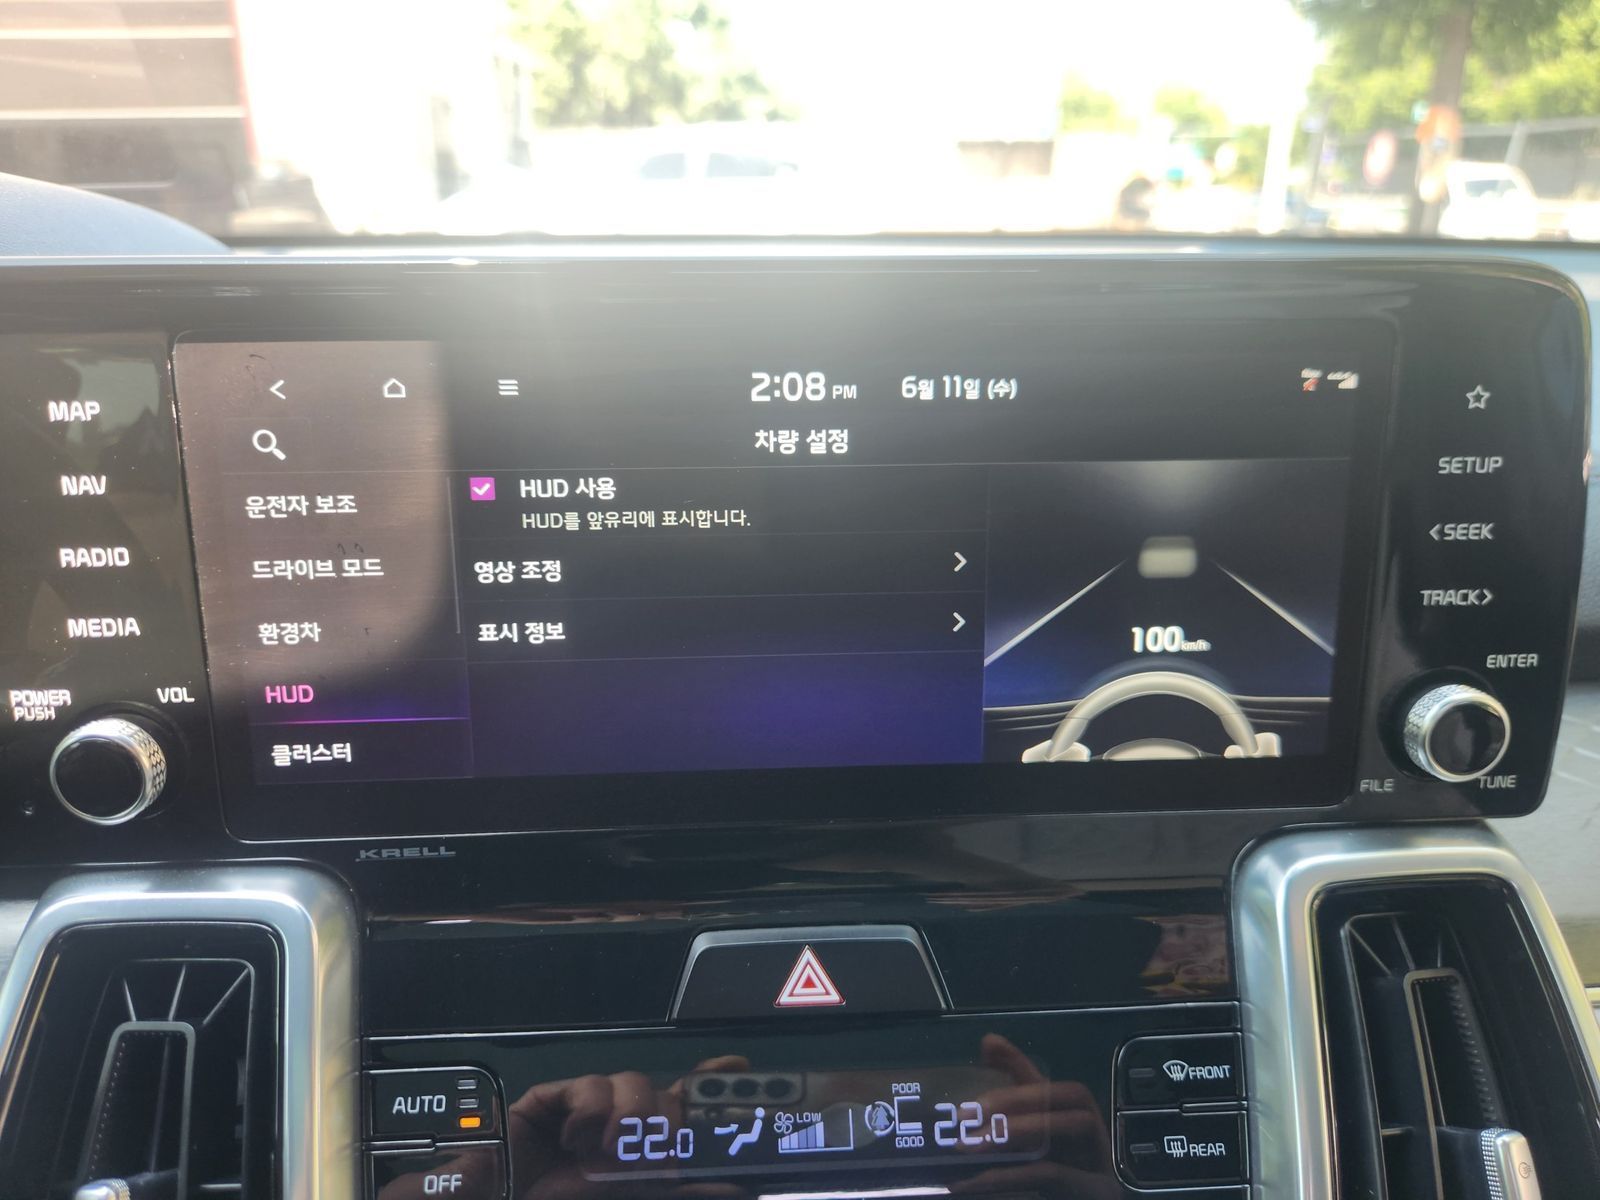 MAP
NAV
RADIO
MEDIA
POWER
PUSH
VOL
2:08 PM 6월 11일 (수)
차량 설정
운전자 보조
드라이브 모드
환경차
HUD
클러스터
HUD 사용
HUD를 앞유리에 표시합니다.
영상 조정
표시 정보
100 km/h
SETUP
<SEEK
TRACK>
ENTER
FILE
TUNE
KRELL
AUTO
OFF
22.0
LOW
POOR
GOOD
22.0
FRONT
REAR